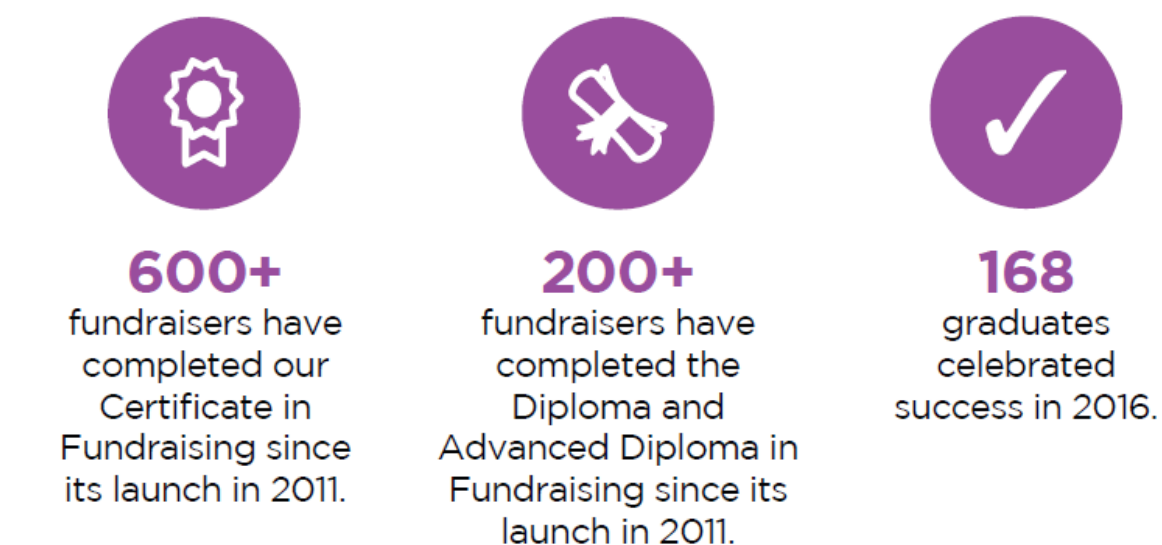 600+
fundraisers have
completed our
Certificate in
Fundraising since
its launch in 2011.
200+
fundraisers have
completed the
Diploma and
Advanced Diploma in
Fundraising since its
launch in 2011.
168
graduates
celebrated
success in 2016.